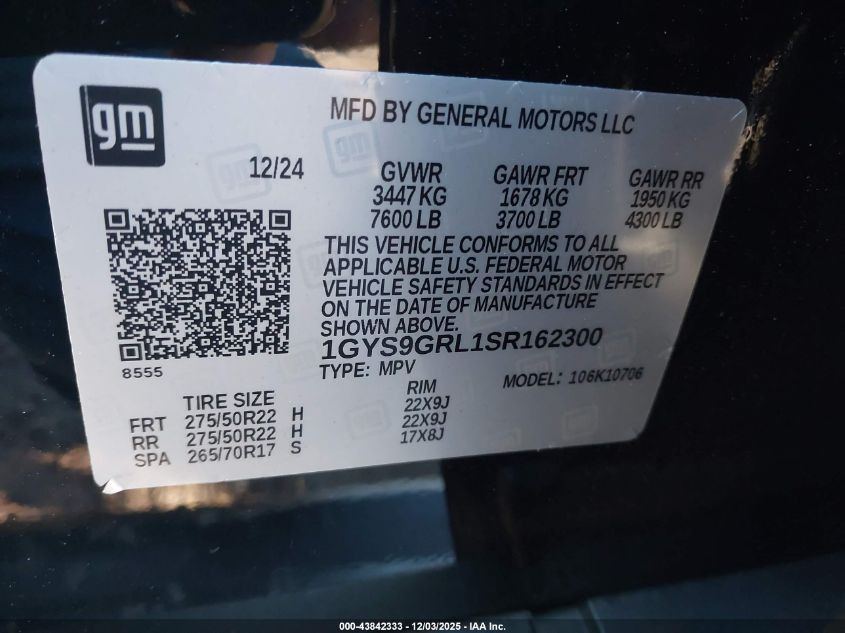 gm
MFD BY GENERAL MOTORS LLC
12/24
GVWR GAWR FRT GAWR RR
3447 KG 1678 KG 1950 KG
7600 LB 3700 LB 4300 LB
THIS VEHICLE CONFORMS TO ALL
APPLICABLE U.S. FEDERAL MOTOR
VEHICLE SAFETY STANDARDS IN EFFECT
ON THE DATE OF MANUFACTURE
SHOWN ABOVE.
1GYS9GRL1SR162300
8555
TYPE: MPV MODEL: 106K10706
TIRE SIZE RIM
FRT 275/50R22 H 22X9J
RR 275/50R22 H 22X9J
SPA 265/70R17 S 17X8J
000-43842333 - 12/03/2025 - IAA Inc.